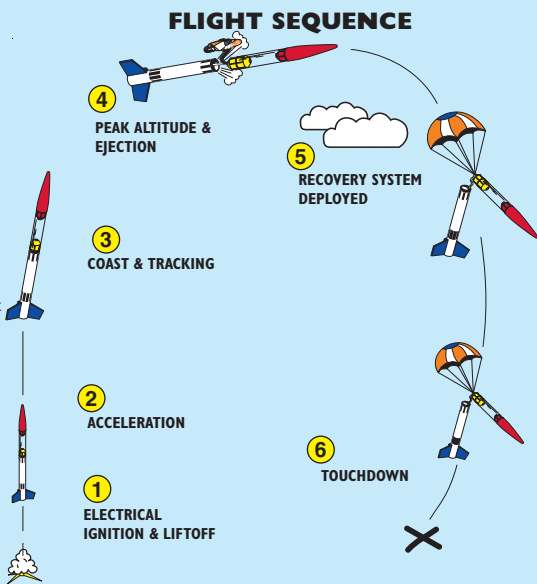 FLIGHT SEQUENCE
4
PEAK ALTITUDE &
EJECTION
5
RECOVERY SYSTEM
DEPLOYED
3
COAST & TRACKING
2
ACCELERATION
6
TOUCHDOWN
1
ELECTRICAL
IGNITION & LIFTOFF